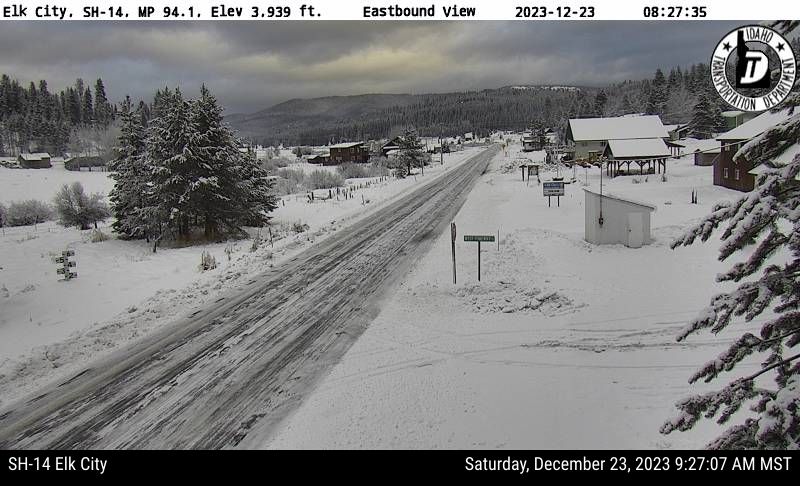 Elk City, SH-14, MP 94.1, Elev 3,939 ft. Eastbound View 2023-12-23 08:27:35
IDAHO
TRANSPORTATION DEPARTMENT
SH-14 Elk City Saturday, December 23, 2023 9:27:07 AM MST